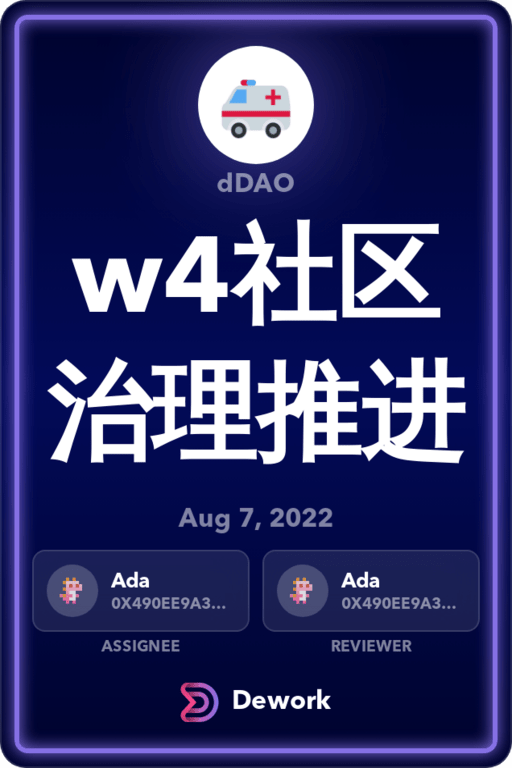 dDAO
w4社区
治理推进
Aug 7, 2022
Ada
0X490EE9A3...
ASSIGNEE
Ada
0X490EE9A3...
REVIEWER
Dework